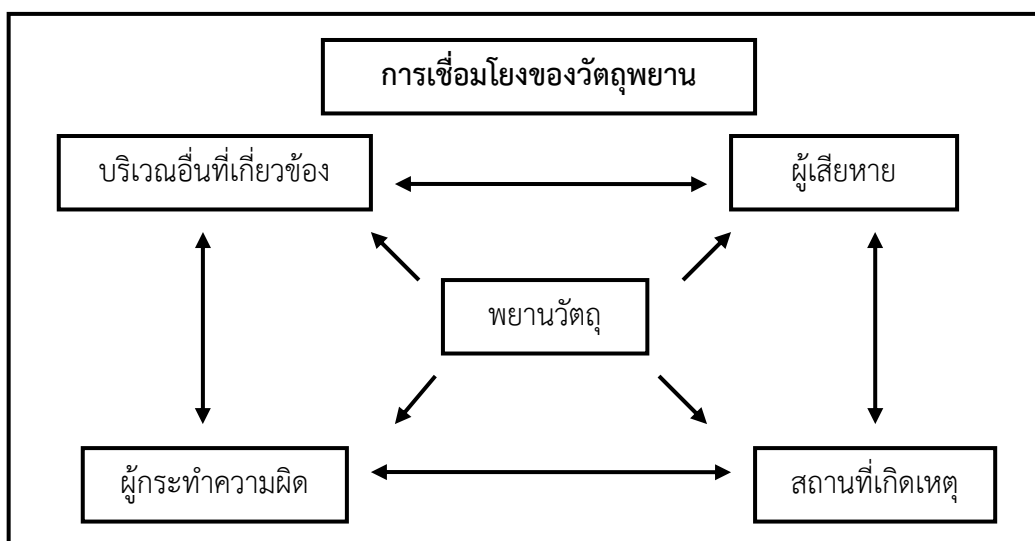 การเชื่อมโยงของวัตถุพยาน
บริเวณอื่นที่เกี่ยวข้อง
ผู้เสียหาย
พยานวัตถุ
ผู้กระทำความผิด
สถานที่เกิดเหตุ